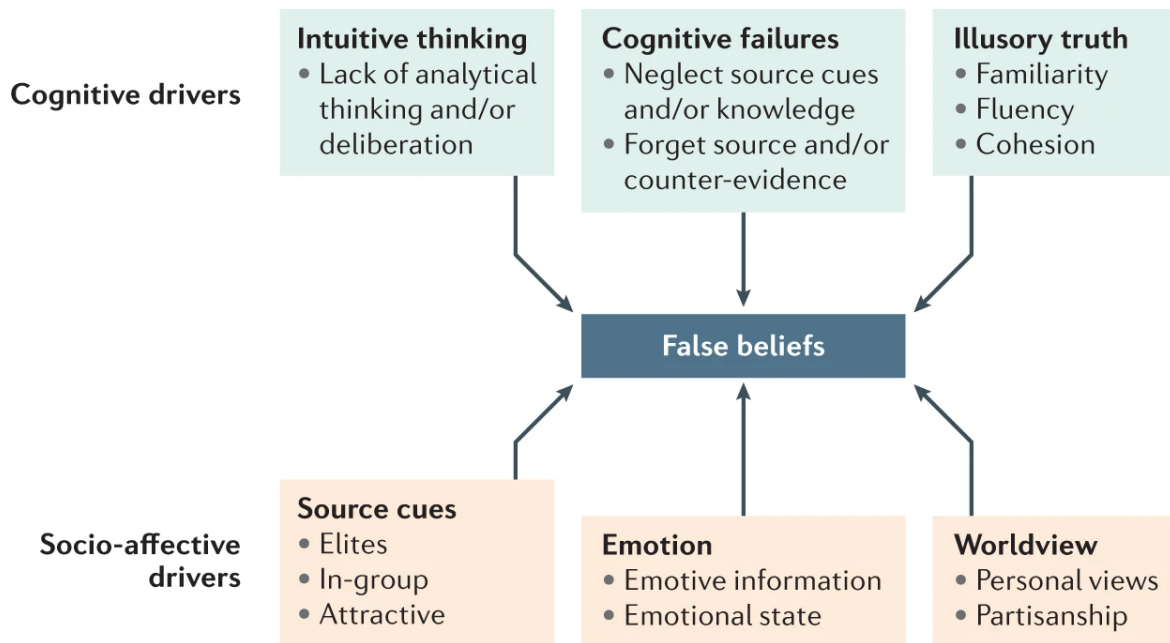 Cognitive drivers
Intuitive thinking
• Lack of analytical
thinking and/or
deliberation
Cognitive failures
• Neglect source cues
and/or knowledge
• Forget source and/or
counter-evidence
Illusory truth
• Familiarity
• Fluency
• Cohesion
False beliefs
Socio-affective
drivers
Source cues
• Elites
• In-group
• Attractive
Emotion
• Emotive information
• Emotional state
Worldview
• Personal views
• Partisanship